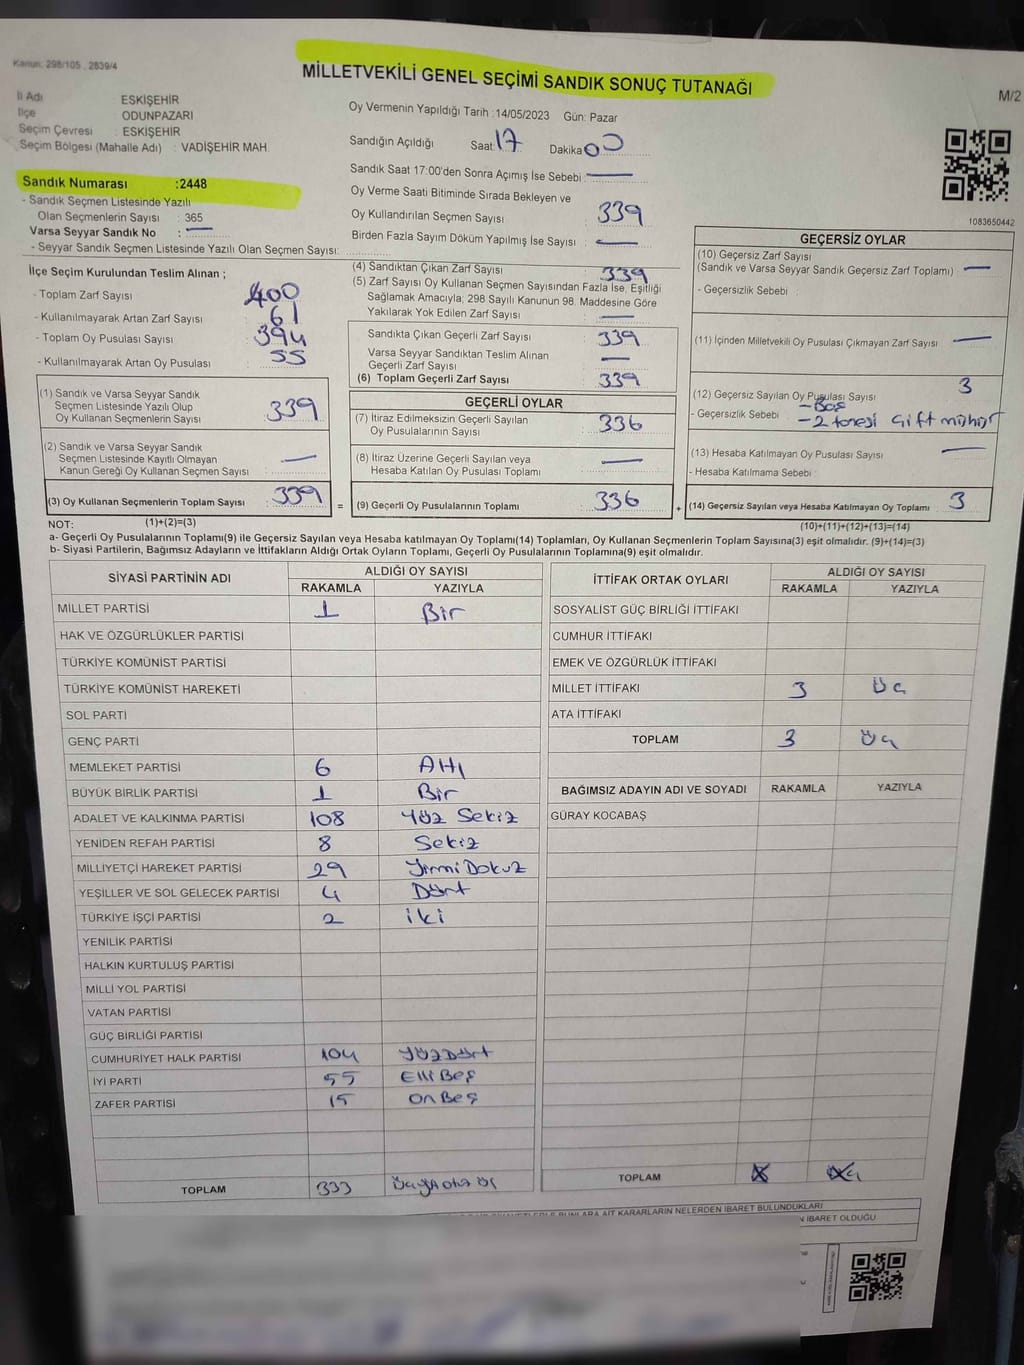 Kanun: 298/105 , 2839/4
MİLLETVEKİLİ GENEL SEÇİMİ SANDIK SONUÇ TUTANAĞI
M/2
İl Adı ESKİŞEHİR
İlçe ODUNPAZARI
Seçim Çevresi : ESKİŞEHİR
Seçim Bölgesi (Mahalle Adı) : VADİŞEHİR MAH.
Sandık Numarası :2448
- Sandık Seçmen Listesinde Yazılı
Olan Seçmenlerin Sayısı : 365
Varsa Seyyar Sandık No : —
- Seyyar Sandık Seçmen Listesinde Yazılı Olan Seçmen Sayısı:
Oy Vermenin Yapıldığı Tarih :14/05/2023 Gün: Pazar
Sandığın Açıldığı Saat: 17 Dakika 00
Sandık Saat 17:00'den Sonra Açımış İse Sebebi : —
Oy Verme Saati Bitiminde Sırada Bekleyen ve
Oy Kullandırılan Seçmen Sayısı : 339
Birden Fazla Sayım Döküm Yapılmış İse Sayısı : —
1083650442
İlçe Seçim Kurulundan Teslim Alınan ;
- Toplam Zarf Sayısı : 400
- Kullanılmayarak Artan Zarf Sayısı : 61
- Toplam Oy Pusulası Sayısı : 394
- Kullanılmayarak Artan Oy Pusulası : 55
(1) Sandık ve Varsa Seyyar Sandık
Seçmen Listesinde Yazılı Olup
Oy Kullanan Seçmenlerin Sayısı : 339
(2) Sandık ve Varsa Seyyar Sandık
Seçmen Listesinde Kayıtlı Olmayan
Kanun Gereği Oy Kullanan Seçmen Sayısı : —
(3) Oy Kullanan Seçmenlerin Toplam Sayısı : 339
=
(4) Sandıktan Çıkan Zarf Sayısı : 339
(5) Zarf Sayısı Oy Kullanan Seçmen Sayısından Fazla İse, Eşitliği
Sağlamak Amacıyla; 298 Sayılı Kanunun 98. Maddesine Göre
Yakılarak Yok Edilen Zarf Sayısı : —
Sandıkta Çıkan Geçerli Zarf Sayısı : 339
Varsa Seyyar Sandıktan Teslim Alınan
Geçerli Zarf Sayısı : —
(6) Toplam Geçerli Zarf Sayısı : 339
GEÇERLİ OYLAR
(7) İtiraz Edilmeksizin Geçerli Sayılan
Oy Pusulalarının Sayısı : 336
(8) İtiraz Üzerine Geçerli Sayılan veya
Hesaba Katılan Oy Pusulası Toplamı : —
(9) Geçerli Oy Pusulalarının Toplamı : 336
+
GEÇERSİZ OYLAR
(10) Geçersiz Zarf Sayısı
(Sandık ve Varsa Seyyar Sandık Geçersiz Zarf Toplamı) : —
- Geçersizlik Sebebi :
(11) İçinden Milletvekili Oy Pusulası Çıkmayan Zarf Sayısı : —
(12) Geçersiz Sayılan Oy Pusulası Sayısı : 3
- Geçersizlik Sebebi : -Boş
-2 tanesi çift mühür
(13) Hesaba Katılmayan Oy Pusulası Sayısı : —
- Hesaba Katılmama Sebebi :
(14) Geçersiz Sayılan veya Hesaba Katılmayan Oy Toplamı : 3
NOT: (1)+(2)=(3)
(10)+(11)+(12)+(13)=(14)
a- Geçerli Oy Pusulalarının Toplamı(9) ile Geçersiz Sayılan veya Hesaba katılmayan Oy Toplamı(14) Toplamları, Oy Kullanan Seçmenlerin Toplam Sayısına(3) eşit olmalıdır. (9)+(14)=(3)
b- Siyasi Partilerin, Bağımsız Adayların ve İttifakların Aldığı Ortak Oyların Toplamı, Geçerli Oy Pusulalarının Toplamına(9) eşit olmalıdır.
SİYASİ PARTİNİN ADI ALDIĞI OY SAYISI
RAKAMLA YAZIYLA
MİLLET PARTİSİ 1 Bir
HAK VE ÖZGÜRLÜKLER PARTİSİ
TÜRKİYE KOMÜNİST PARTİSİ
TÜRKİYE KOMÜNİST HAREKETİ
SOL PARTİ
GENÇ PARTİ
MEMLEKET PARTİSİ 6 AHı
BÜYÜK BİRLİK PARTİSİ 1 Bir
ADALET VE KALKINMA PARTİSİ 108 Yüz Sekiz
YENİDEN REFAH PARTİSİ 8 Sekiz
MİLLİYETÇİ HAREKET PARTİSİ 29 Yirmi Dokuz
YEŞİLLER VE SOL GELECEK PARTİSİ 4 Dört
TÜRKİYE İŞÇİ PARTİSİ 2 iki
YENİLİK PARTİSİ
HALKIN KURTULUŞ PARTİSİ
MİLLİ YOL PARTİSİ
VATAN PARTİSİ
GÜÇ BİRLİĞİ PARTİSİ
CUMHURİYET HALK PARTİSİ 104 YüzDört
İYİ PARTİ 55 Elli Beş
ZAFER PARTİSİ 15 On Beş
TOPLAM 333
İTTİFAK ORTAK OYLARI ALDIĞI OY SAYISI
RAKAMLA YAZIYLA
SOSYALİST GÜÇ BİRLİĞİ İTTİFAKI
CUMHUR İTTİFAKI
EMEK VE ÖZGÜRLÜK İTTİFAKI
MİLLET İTTİFAKI 3 Üç
ATA İTTİFAKI
TOPLAM 3 Üç
BAĞIMSIZ ADAYIN ADI VE SOYADI RAKAMLA YAZIYLA
GÜRAY KOCABAŞ
TOPLAM
BUNLARA AİT KARARLARIN NELERDEN İBARET BULUNDUKLARI
İBARET OLDUĞU